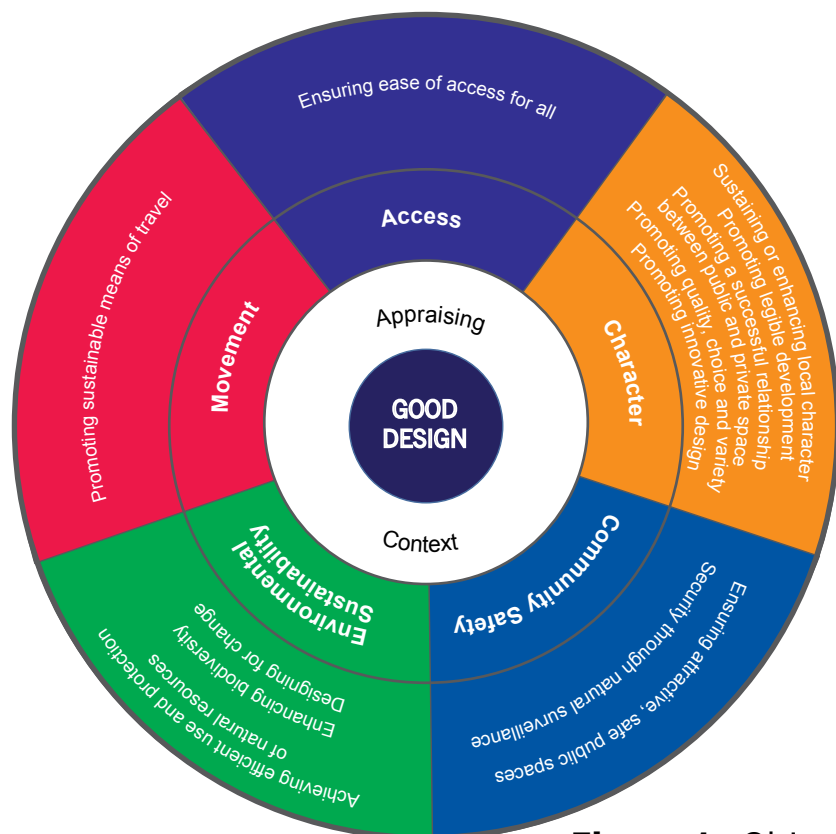 Ensuring ease of access for all
Access
Sustaining or enhancing local character
Promoting legible development
Promoting a successful relationship
between public and private space
Promoting quality, choice and variety
Promoting innovative design
Character
Community Safety
Ensuring attractive, safe public spaces
Security through natural surveillance
Environmental
Sustainability
Achieving efficient use and protection
of natural resources
Enhancing biodiversity
Designing for change
Movement
Promoting sustainable means of travel
Appraising
GOOD
DESIGN
Context